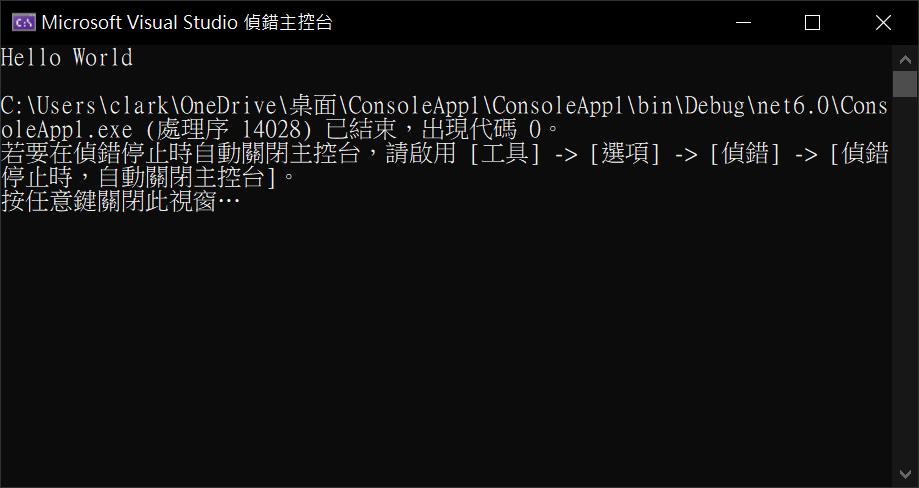 Microsoft Visual Studio 偵錯主控台
Hello World
C:\Users\clark\OneDrive\桌面\ConsoleApp1\ConsoleApp1\bin\Debug\net6.0\Cons
oleApp1.exe (處理序 14028) 已結束，出現代碼 0。
若要在偵錯停止時自動關閉主控台，請啟用 [工具] -> [選項] -> [偵錯] -> [偵錯
停止時，自動關閉主控台]。
按任意鍵關閉此視窗…